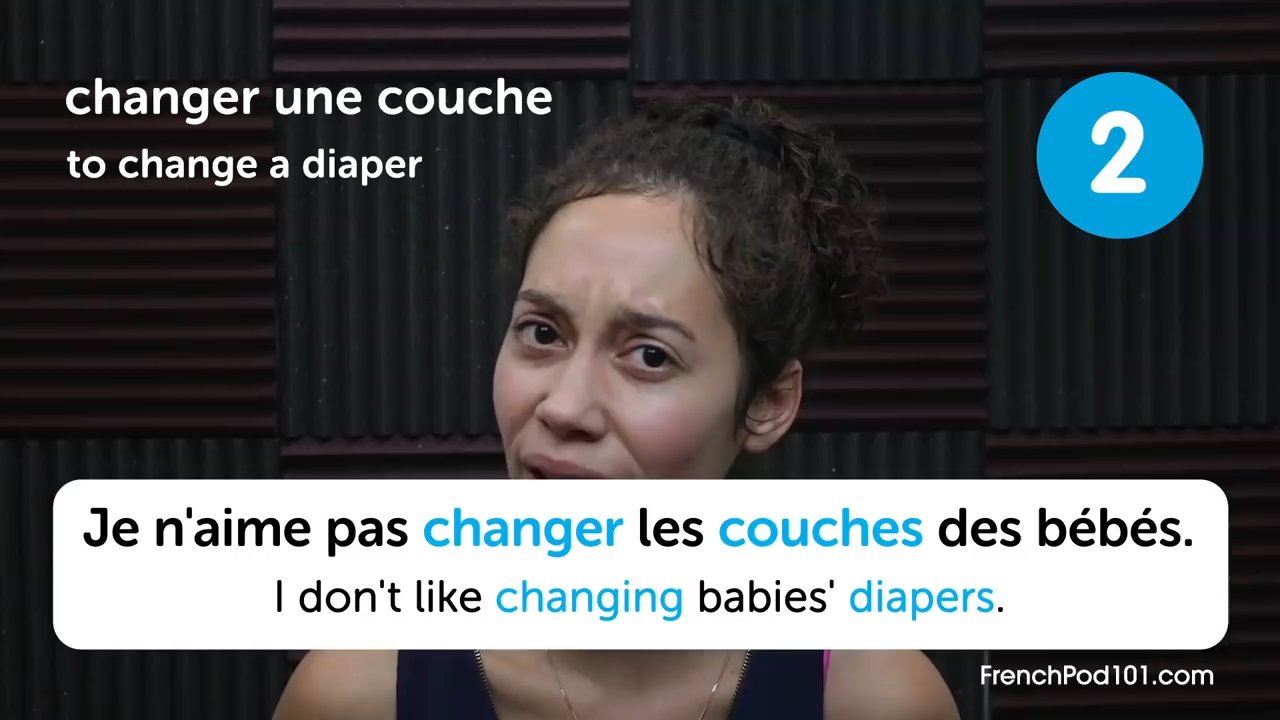 changer une couche
to change a diaper
2
Je n'aime pas changer les couches des bébés.
I don't like changing babies' diapers.
FrenchPod101.com